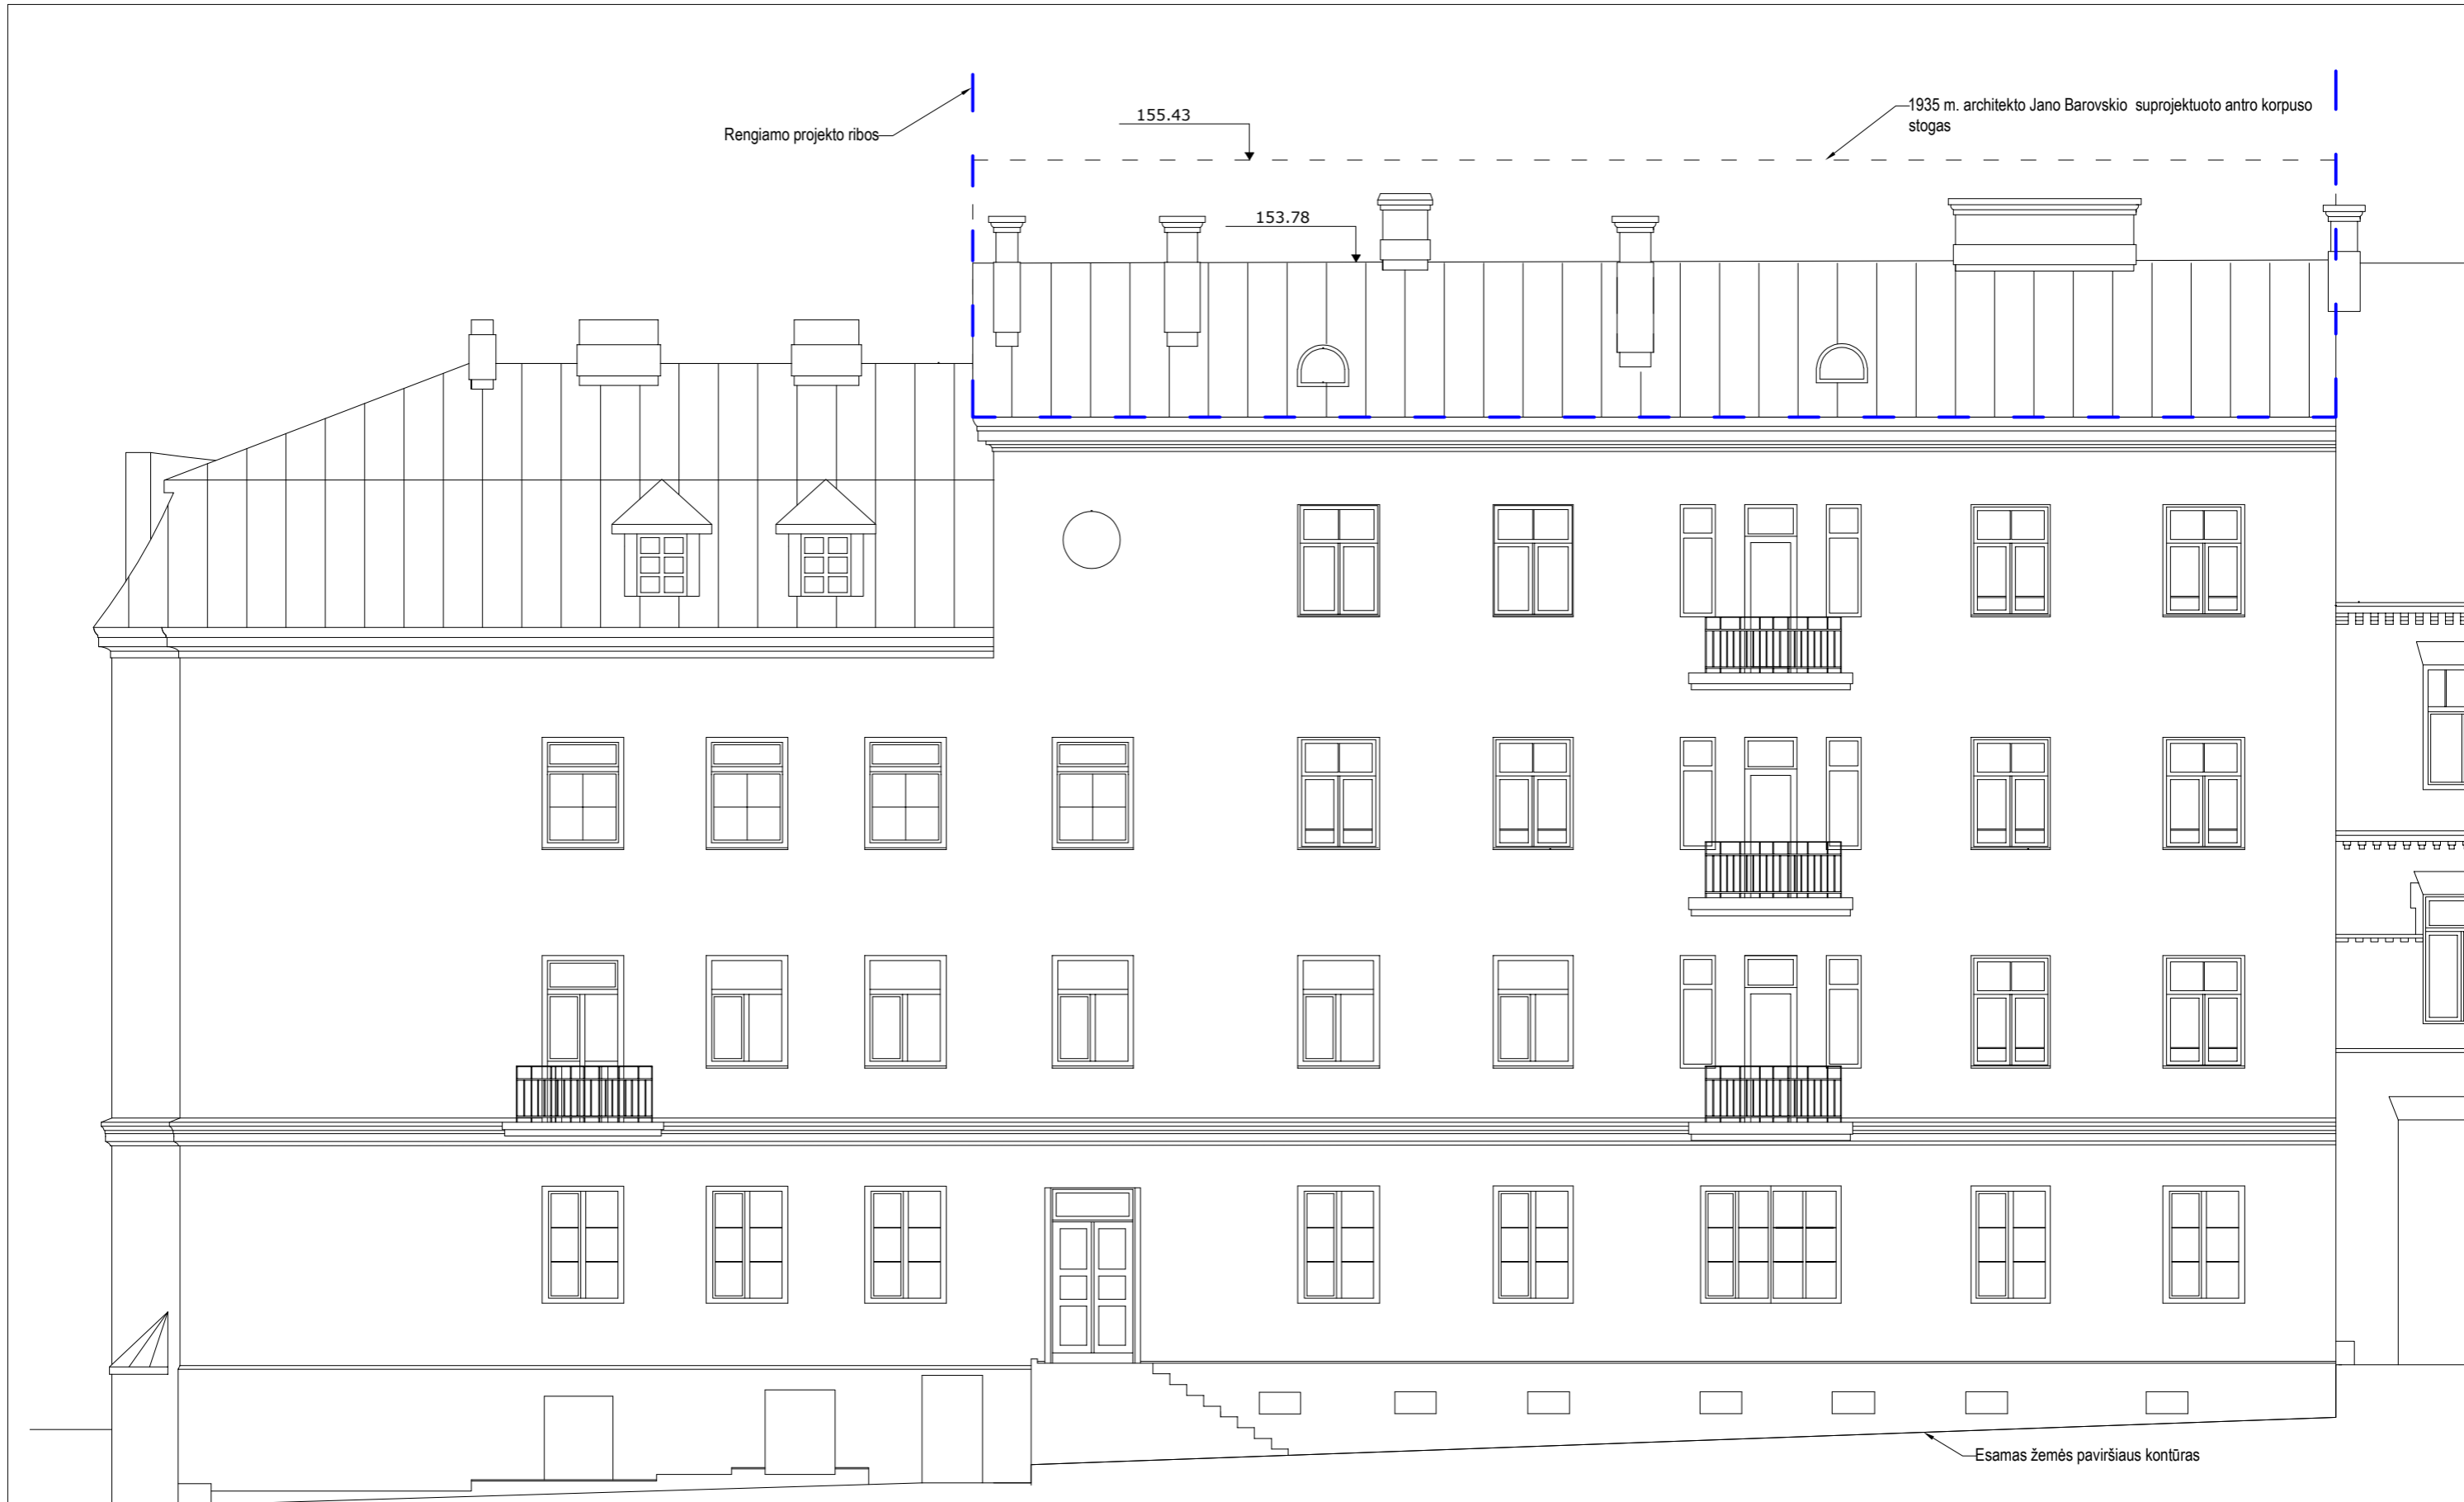 155.43
1935 m. architekto Jano Barovskio suprojektuoto antro korpuso
stogas
Rengiamo projekto ribos
153.78
Esamas žemės paviršiaus kontūras